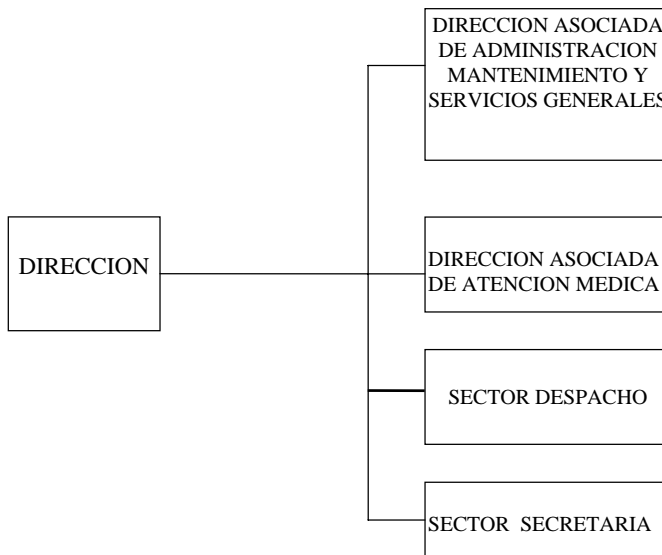 DIRECCION ASOCIADA
DE ADMINISTRACION
MANTENIMIENTO Y
SERVICIOS GENERALES
DIRECCION
DIRECCION ASOCIADA
DE ATENCION MEDICA
SECTOR DESPACHO
SECTOR SECRETARIA